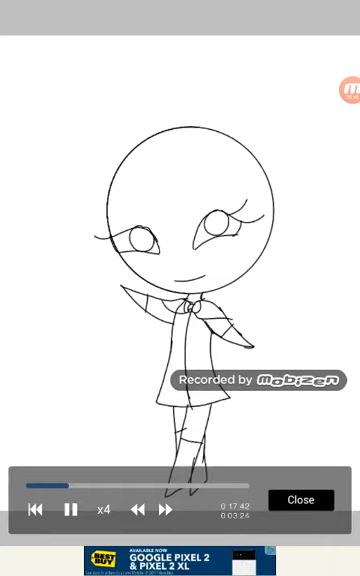 Recorded by Mobizen
x4
0:17:42
0:03:24
Close
BEST BUY
AVAILABLE NOW
GOOGLE PIXEL 2
& PIXEL 2 XL